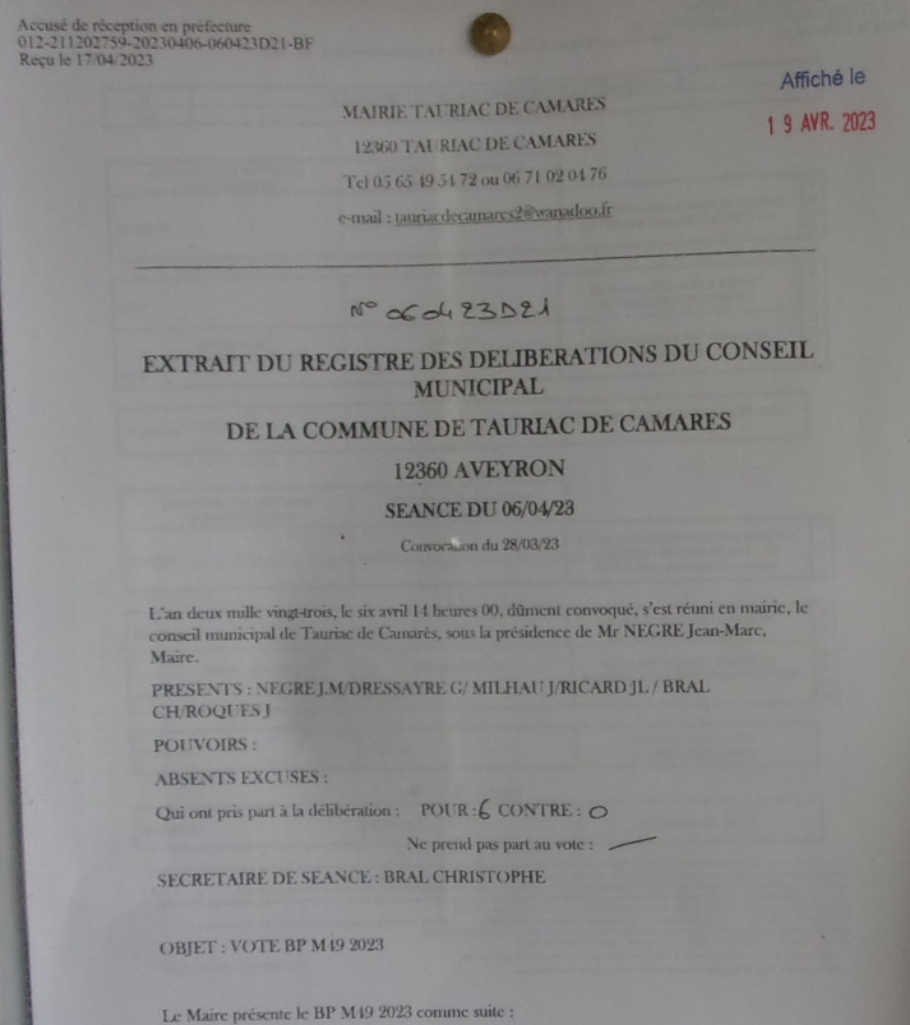 Accusé de réception en préfecture
012-211202759-20230406-060423D21-BF
Reçu le 17/04/2023
Affiché le
19 AVR. 2023
MAIRIE TAURIAC DE CAMARES
12360 TAURIAC DE CAMARES
Tel 05 65 49 54 72 ou 06 71 02 04 76
e-mail : tauriacdecamares2@wanadoo.fr
N° 060423D21
EXTRAIT DU REGISTRE DES DELIBERATIONS DU CONSEIL
MUNICIPAL
DE LA COMMUNE DE TAURIAC DE CAMARES
12360 AVEYRON
SEANCE DU 06/04/23
Convocation du 28/03/23
L'an deux mille vingt-trois, le six avril 14 heures 00, dûment convoqué, s'est réuni en mairie, le
conseil municipal de Tauriac de Camarès, sous la présidence de Mr NEGRE Jean-Marc,
Maire.
PRESENTS : NEGRE J.M/DRESSAYRE G/ MILHAU J/RICARD JL / BRAL
CH/ROQUES J
POUVOIRS :
ABSENTS EXCUSES :
Qui ont pris part à la délibération : POUR : 6 CONTRE : 0
Ne prend pas part au vote : —
SECRETAIRE DE SEANCE : BRAL CHRISTOPHE
OBJET : VOTE BP M49 2023
Le Maire présente le BP M49 2023 comme suite :